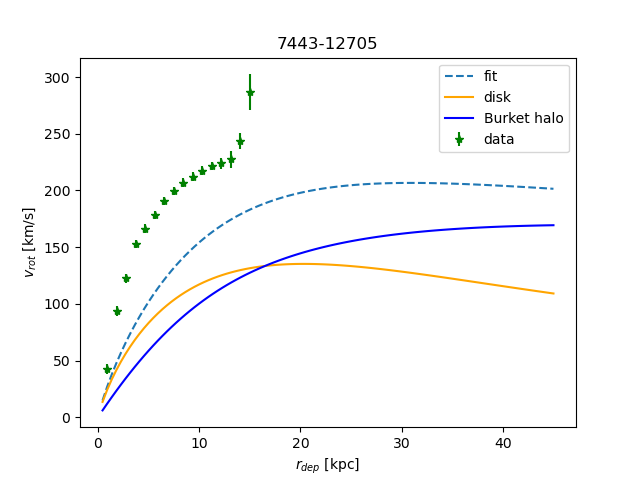 7443-12705
300
250
200
150
100
50
0
v_rot [km/s]
fit
disk
Burket halo
data
0 10 20 30 40
r_dep [kpc]